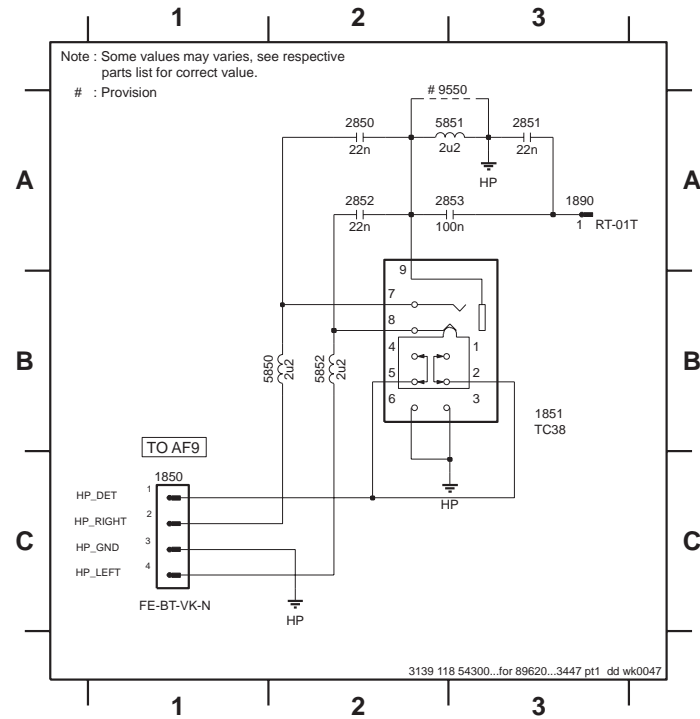 1 2 3
Note : Some values may varies, see respective
parts list for correct value.
# : Provision
# 9550
2850 5851 2851
22n 2u2 22n
HP
A A
2852 2853 1890
22n 100n 1 RT-01T
9
7
8
4 1
B B
5850 2u2 5852 2u2
5 2
6 3
1851
TC38
TO AF9
1850
HP
HP_DET 1
HP_RIGHT 2
C C
HP_GND 3
HP_LEFT 4
FE-BT-VK-N
HP
3139 118 54300...for 89620...3447 pt1 dd wk0047
1 2 3